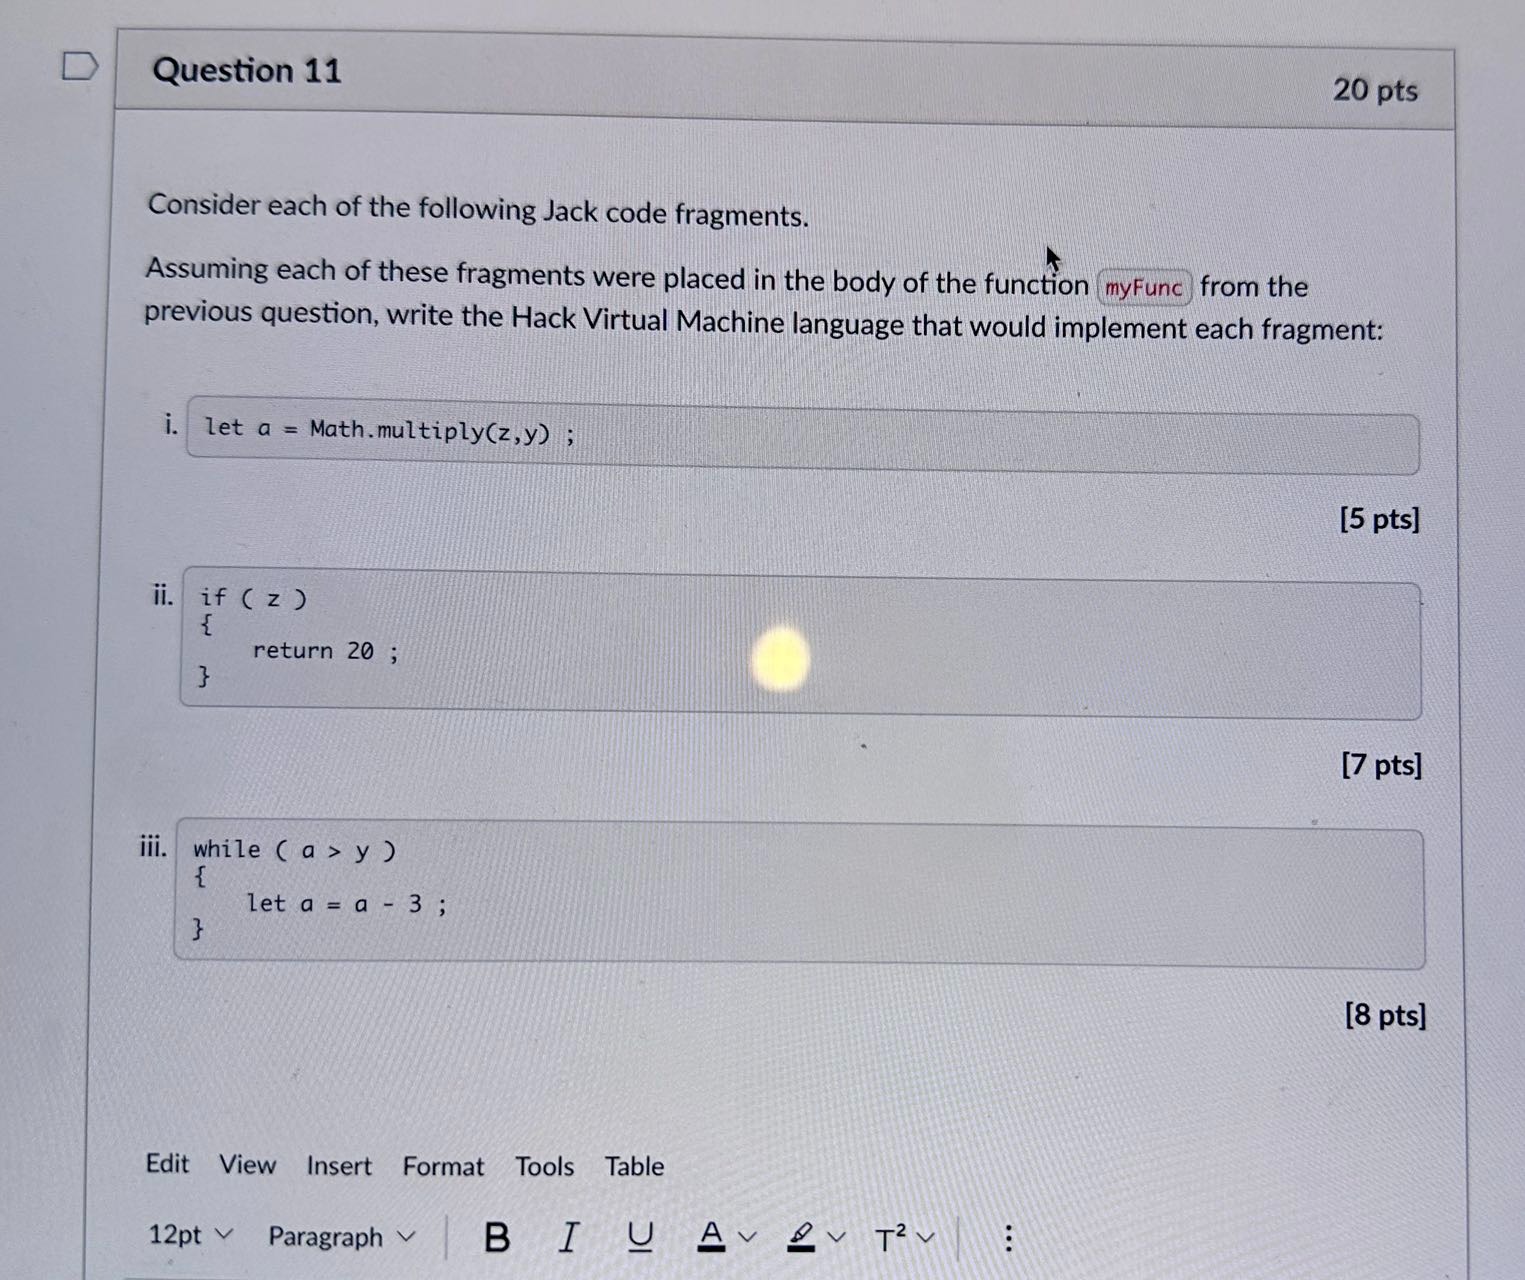 Question 11
20 pts
Consider each of the following Jack code fragments.
Assuming each of these fragments were placed in the body of the function myFunc from the
previous question, write the Hack Virtual Machine language that would implement each fragment:
i. let a = Math.multiply(z,y) ;
[5 pts]
ii. if ( z )
{
return 20 ;
}
[7 pts]
iii. while ( a > y )
{
let a = a - 3 ;
}
[8 pts]
Edit View Insert Format Tools Table
12pt Paragraph B I U A T²